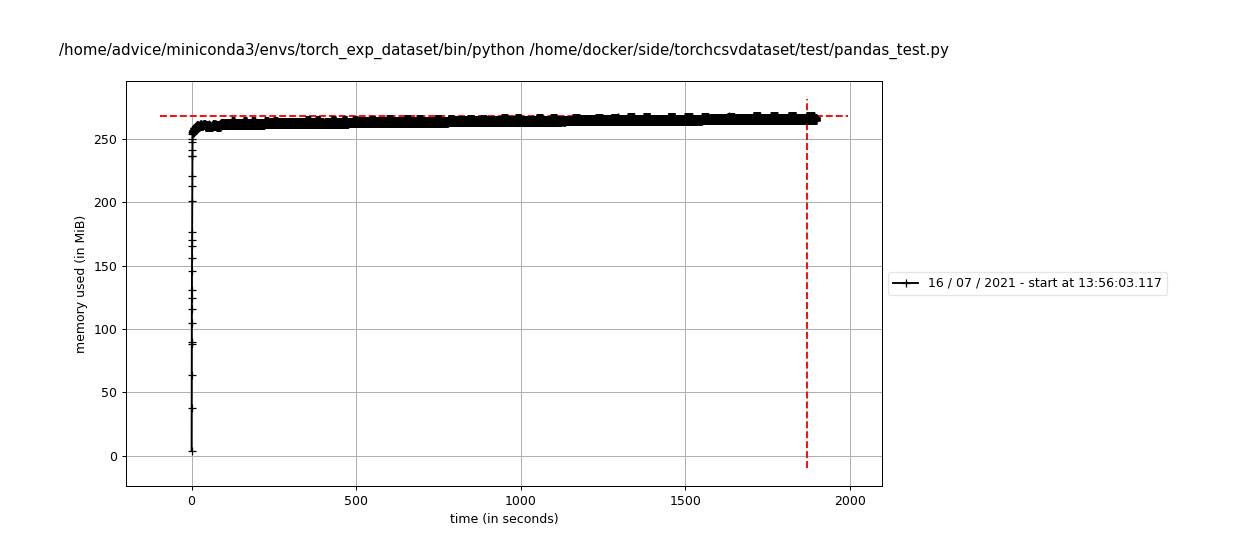 /home/advice/miniconda3/envs/torch_exp_dataset/bin/python /home/docker/side/torchcsvdataset/test/pandas_test.py
250
200
150
100
50
0
memory used (in MiB)
0 500 1000 1500 2000
time (in seconds)
16 / 07 / 2021 - start at 13:56:03.117